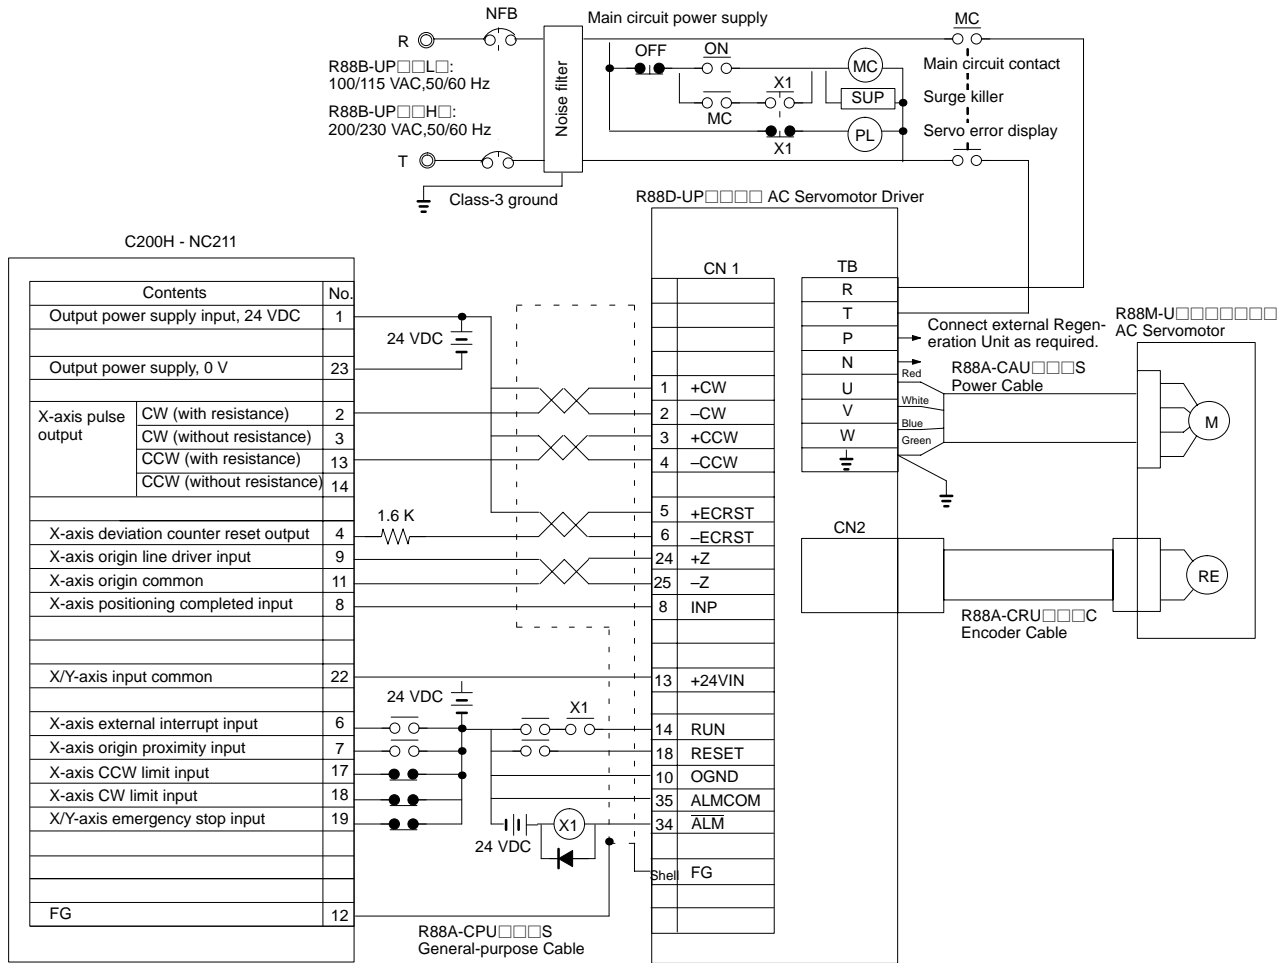 NFB
Main circuit power supply
MC
R
OFF
ON
MC
Main circuit contact
R88B-UP□□L□:
100/115 VAC,50/60 Hz
X1
SUP
Surge killer
R88B-UP□□H□:
200/230 VAC,50/60 Hz
Noise filter
MC
PL
Servo error display
X1
T
Class-3 ground
R88D-UP□□□□ AC Servomotor Driver
C200H - NC211
CN 1
TB
Contents
No.
R
Output power supply input, 24 VDC
1
T
R88M-U□□□□□□□
AC Servomotor
24 VDC
P
Connect external Regen-
eration Unit as required.
Output power supply, 0 V
23
N
Red
R88A-CAU□□□S
Power Cable
1
+CW
U
X-axis pulse
output
CW (with resistance)
2
2
–CW
White
V
CW (without resistance)
3
3
+CCW
Blue
W
M
CCW (with resistance)
13
4
–CCW
Green
CCW (without resistance)
14
1.6 K
5
+ECRST
X-axis deviation counter reset output
4
6
–ECRST
CN2
X-axis origin line driver input
9
24
+Z
X-axis origin common
11
25
–Z
RE
X-axis positioning completed input
8
8
INP
R88A-CRU□□□C
Encoder Cable
X/Y-axis input common
22
13
+24VIN
24 VDC
X1
X-axis external interrupt input
6
14
RUN
X-axis origin proximity input
7
18
RESET
X-axis CCW limit input
17
10
OGND
X-axis CW limit input
18
35
ALMCOM
X/Y-axis emergency stop input
19
X1
34
ALM
24 VDC
Shell
FG
FG
12
R88A-CPU□□□S
General-purpose Cable